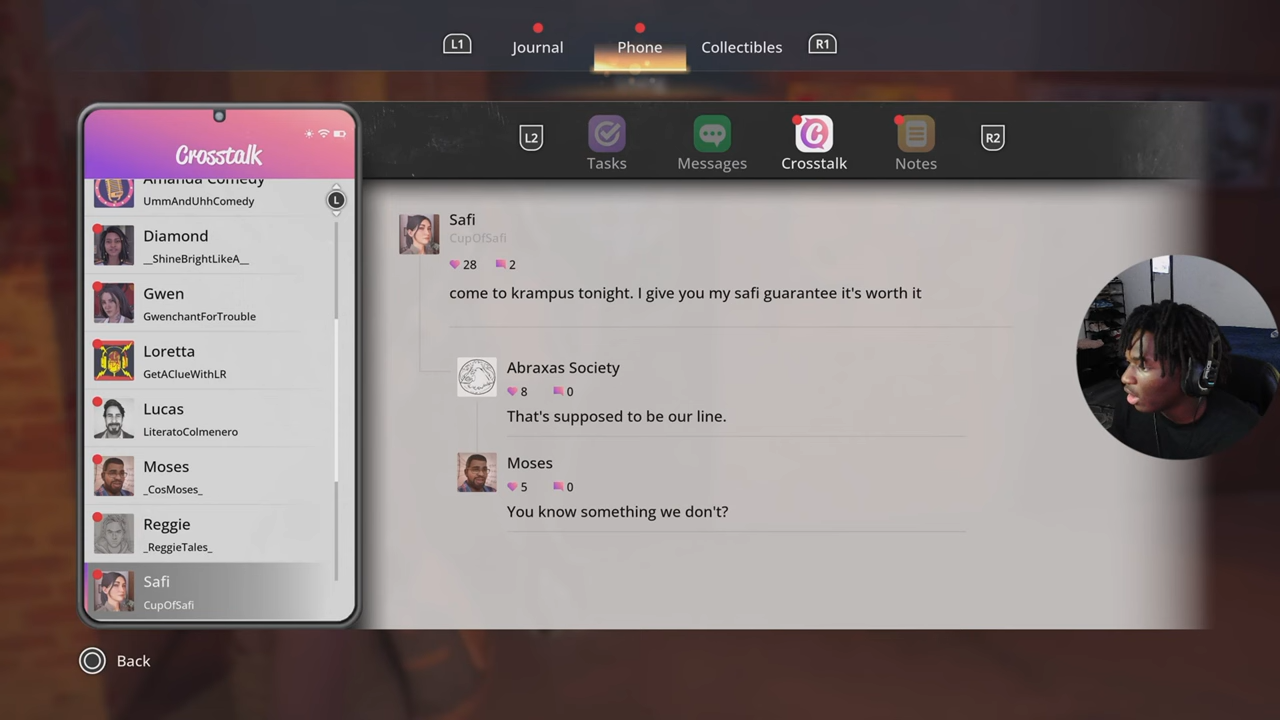 L1
Journal
Phone
Collectibles
R1
Crosstalk
L2
Tasks
Messages
Crosstalk
Notes
R2
Amanda Comedy
UmmAndUhhComedy
L
Diamond
__ShineBrightLikeA__
Gwen
GwenchantForTrouble
Loretta
GetAClueWithLR
Lucas
LiteratoColmenero
Moses
_CosMoses_
Reggie
_ReggieTales_
Safi
CupOfSafi
Safi
CupOfSafi
28 2
come to krampus tonight. I give you my safi guarantee it's worth it
Abraxas Society
8 0
That's supposed to be our line.
Moses
5 0
You know something we don't?
Back